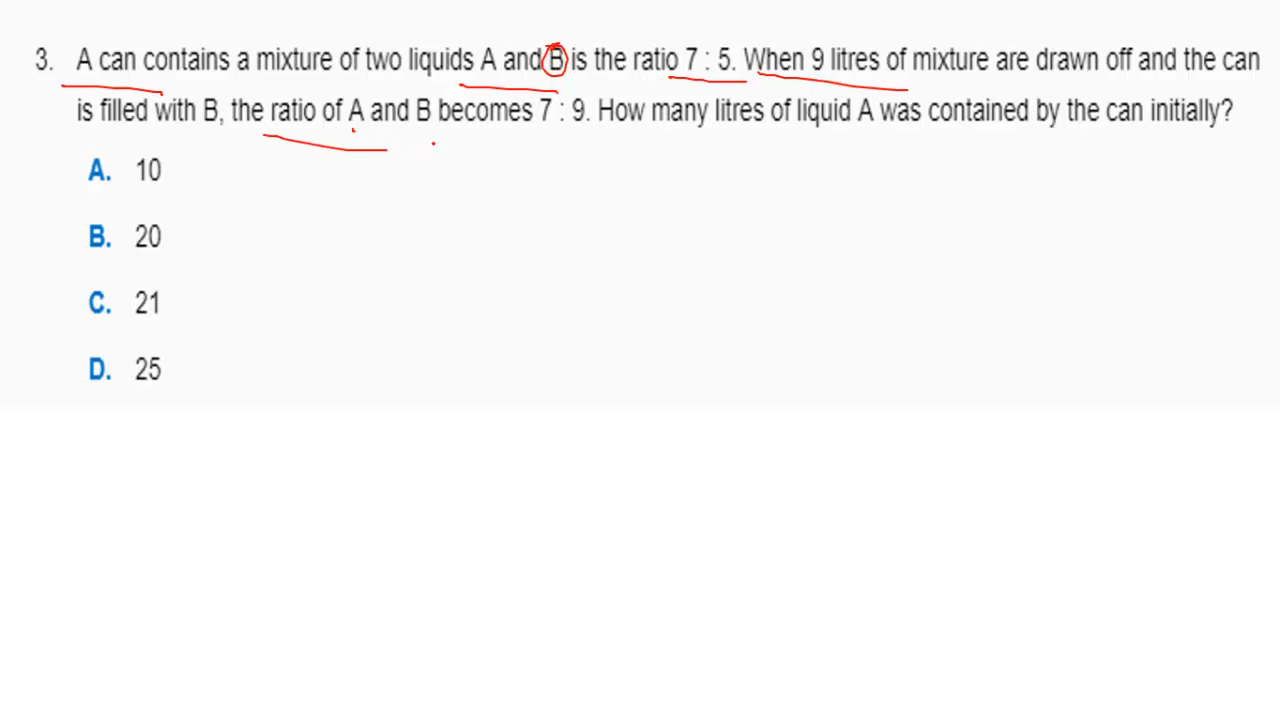 3. A can contains a mixture of two liquids A and B is the ratio 7 : 5. When 9 litres of mixture are drawn off and the can
is filled with B, the ratio of A and B becomes 7 : 9. How many litres of liquid A was contained by the can initially?
A. 10
B. 20
C. 21
D. 25